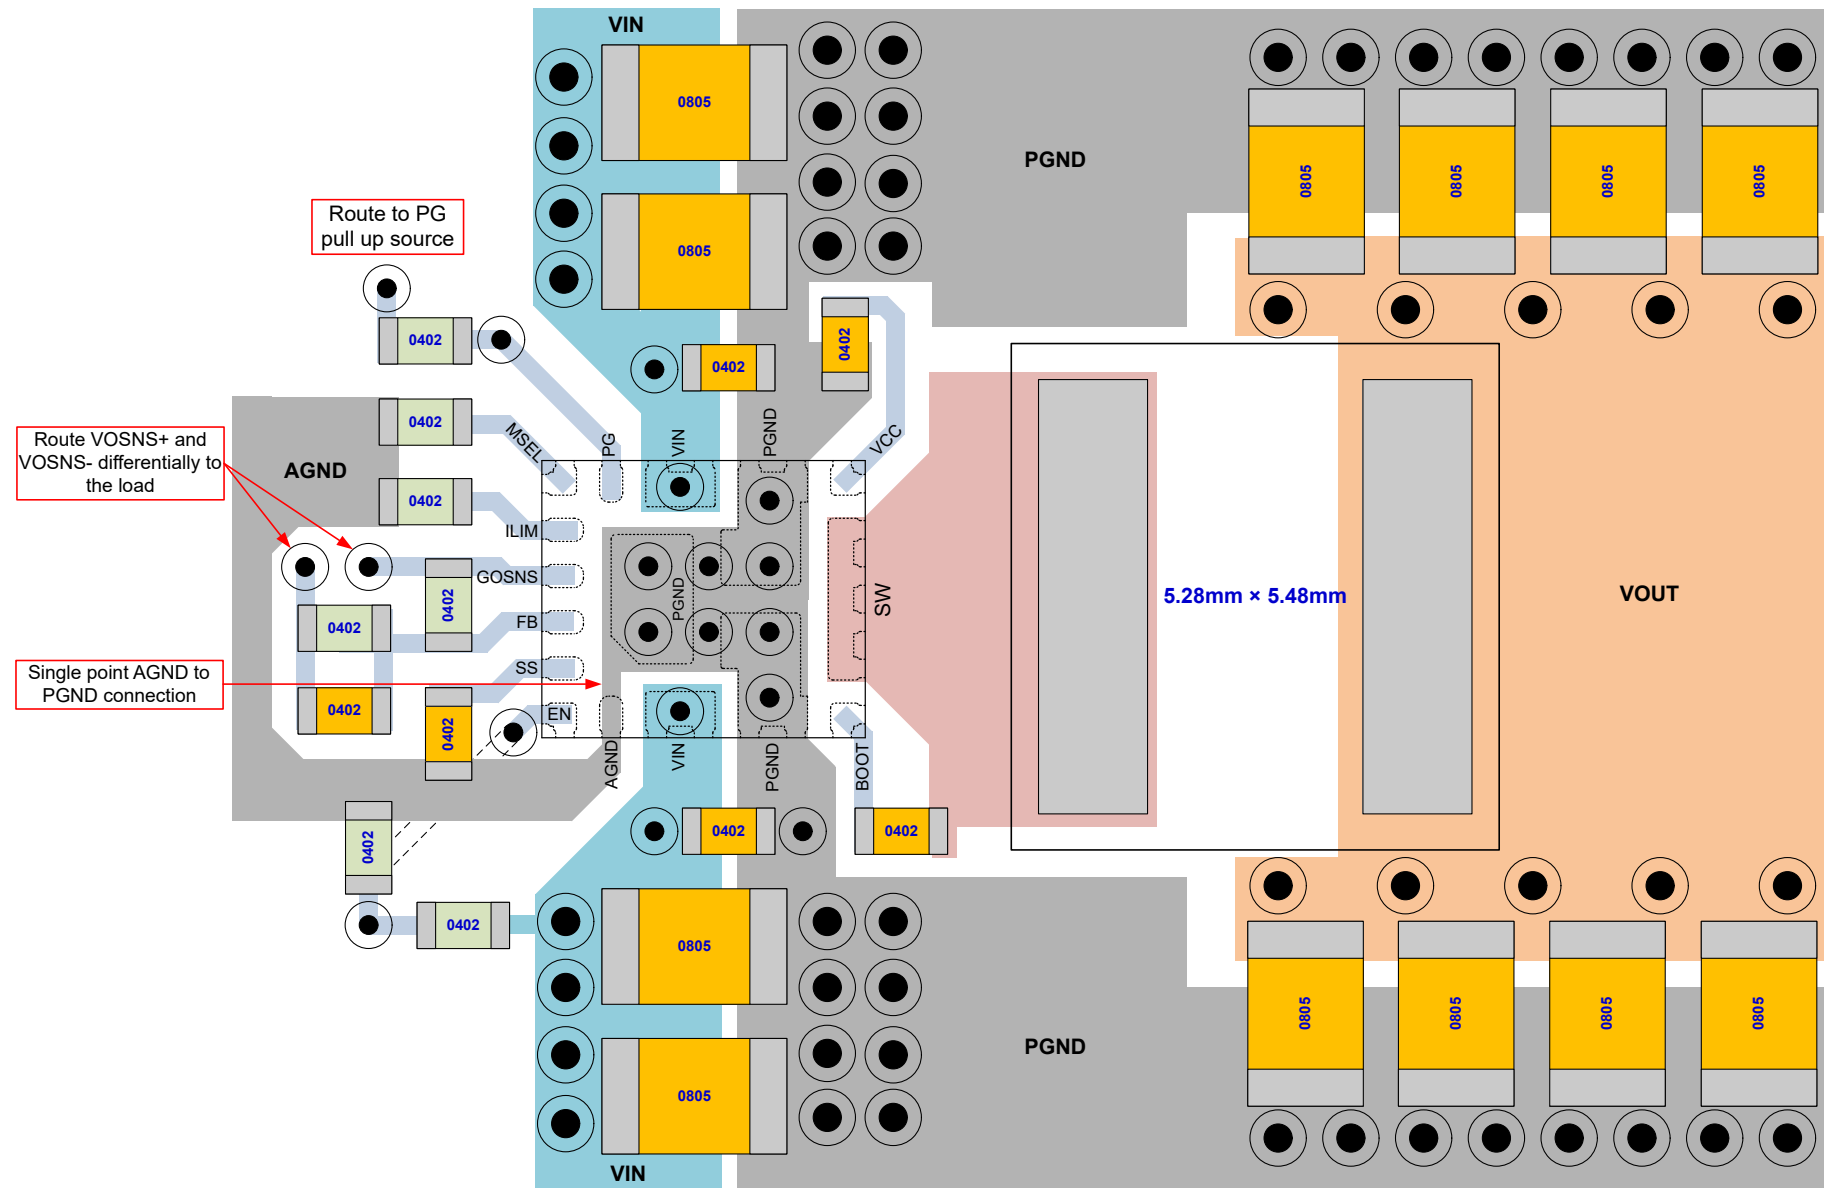 VIN
0805
PGND
0805
0805
0805
0805
Route to PG
pull up source
0805
0402
0402
0402
0402
MSEL
PG
VIN
PGND
VCC
Route VOSNS+ and
VOSNS- differentially to
the load
AGND
0402
ILIM
GOSNS
0402
PGND
SW
5.28mm × 5.48mm
VOUT
0402
FB
Single point AGND to
PGND connection
SS
0402
0402
EN
AGND
VIN
PGND
BOOT
0402
0402
0402
0402
0805
0805
0805
0805
0805
PGND
0805
VIN